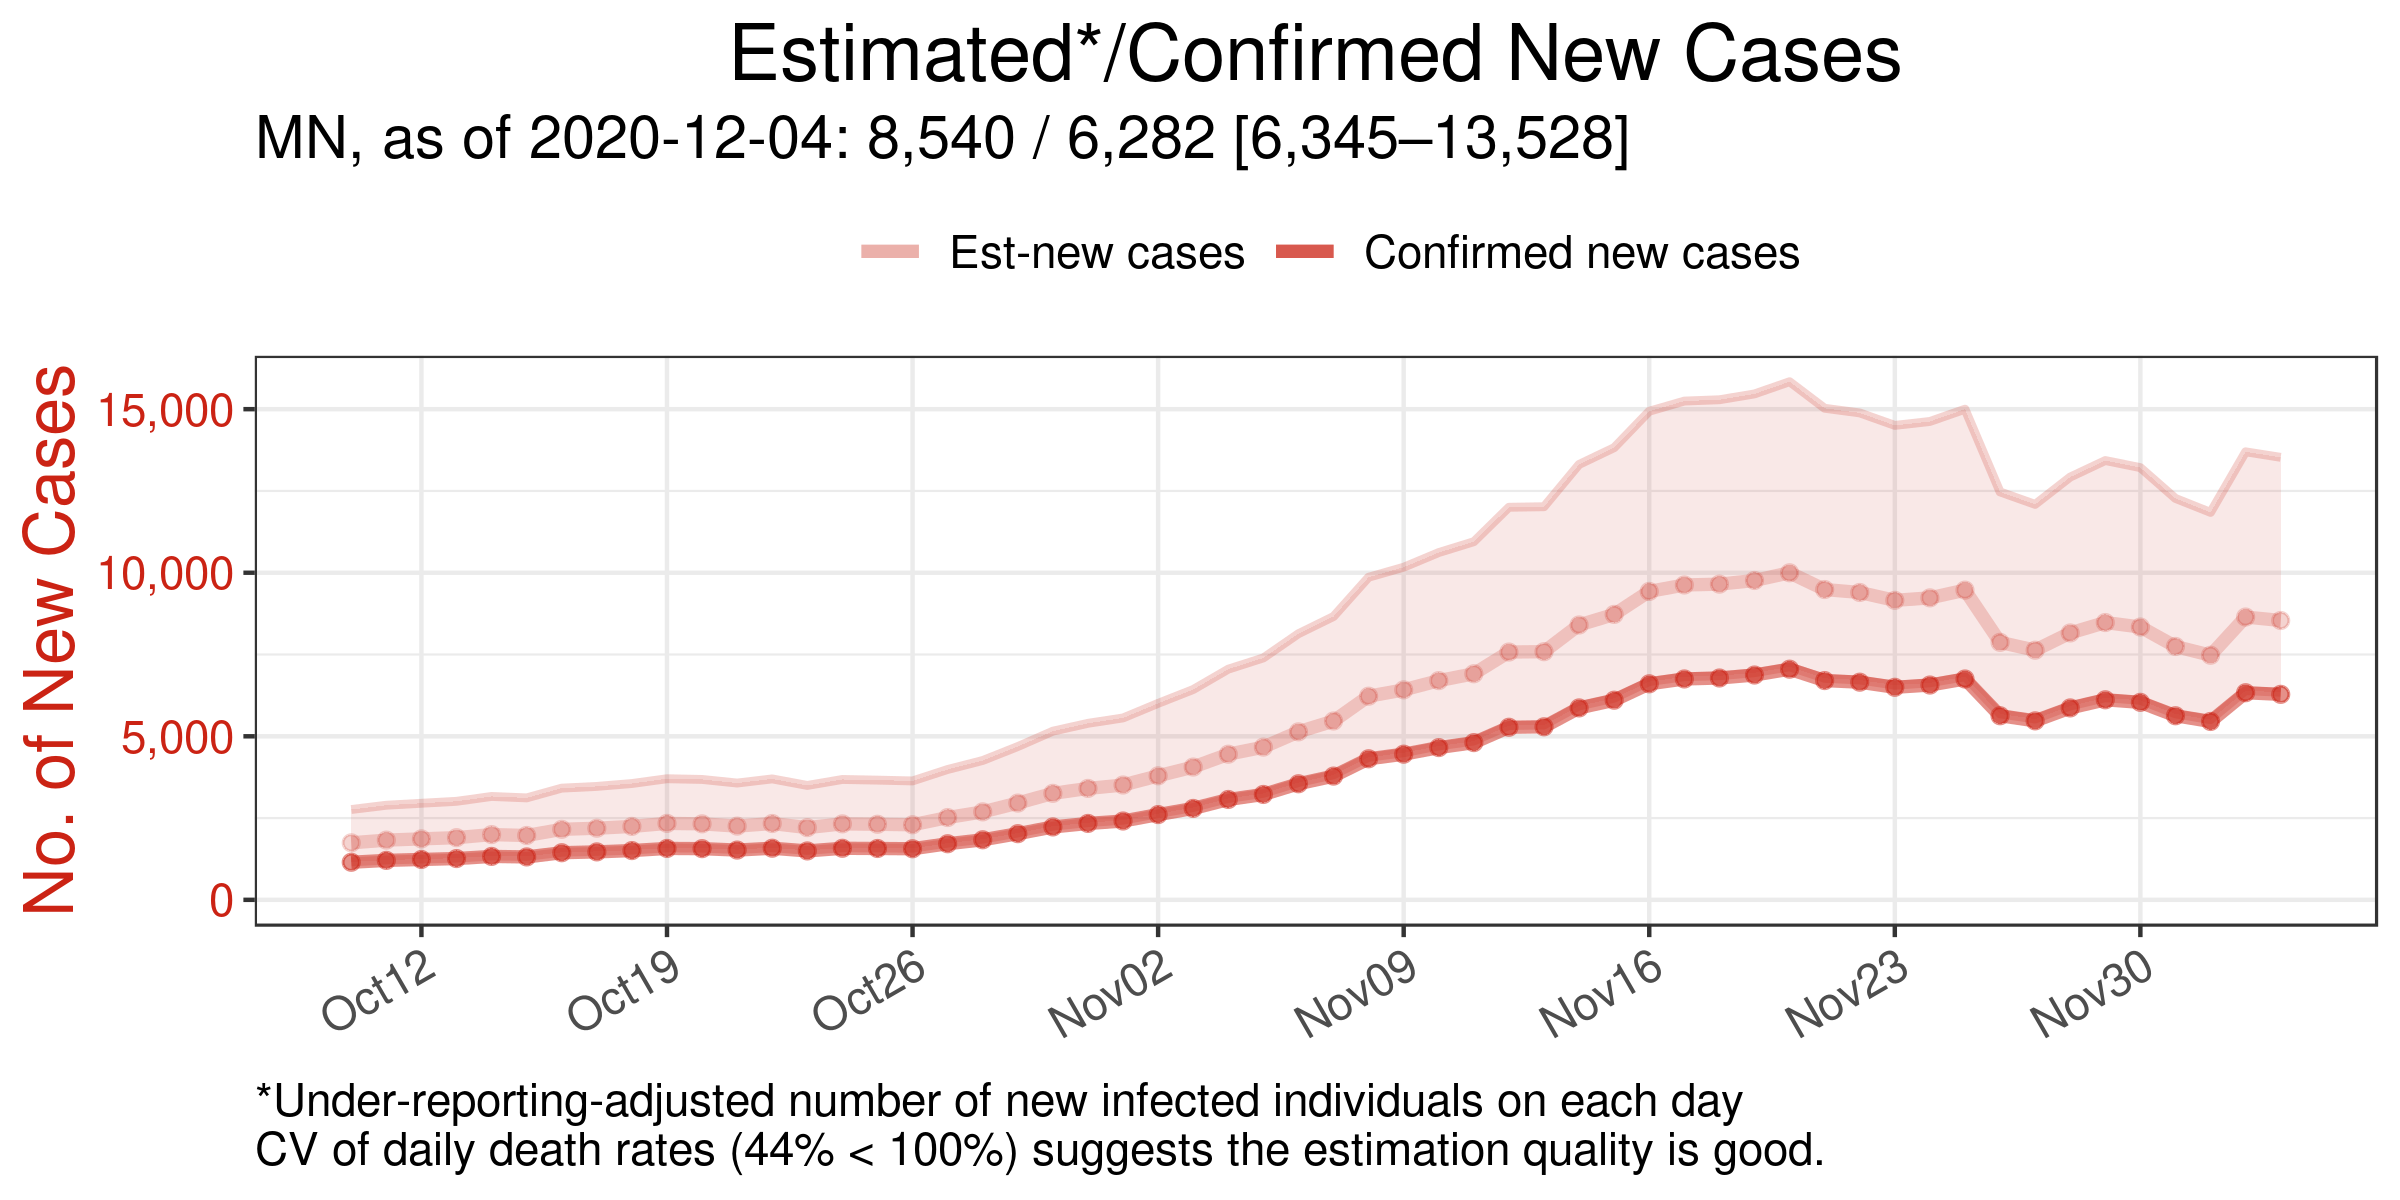 Estimated*/Confirmed New Cases
MN, as of 2020-12-04: 8,540 / 6,282 [6,345–13,528]
Est-new cases
Confirmed new cases
No. of New Cases
15,000
10,000
5,000
0
Oct12
Oct19
Oct26
Nov02
Nov09
Nov16
Nov23
Nov30
*Under-reporting-adjusted number of new infected individuals on each day
CV of daily death rates (44% < 100%) suggests the estimation quality is good.